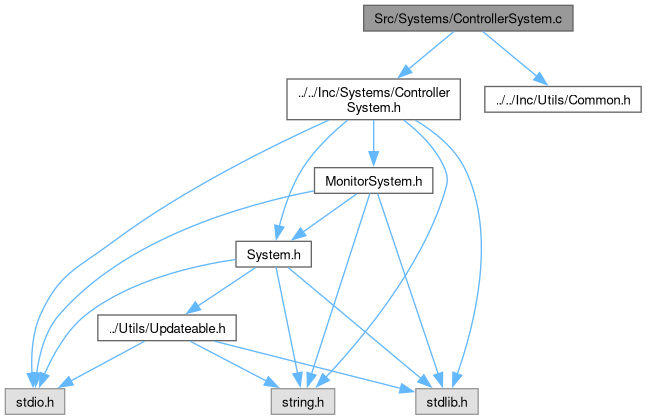 Src/Systems/ControllerSystem.c
../../Inc/Systems/Controller
System.h
../../Inc/Utils/Common.h
MonitorSystem.h
System.h
../Utils/Updateable.h
stdio.h
string.h
stdlib.h